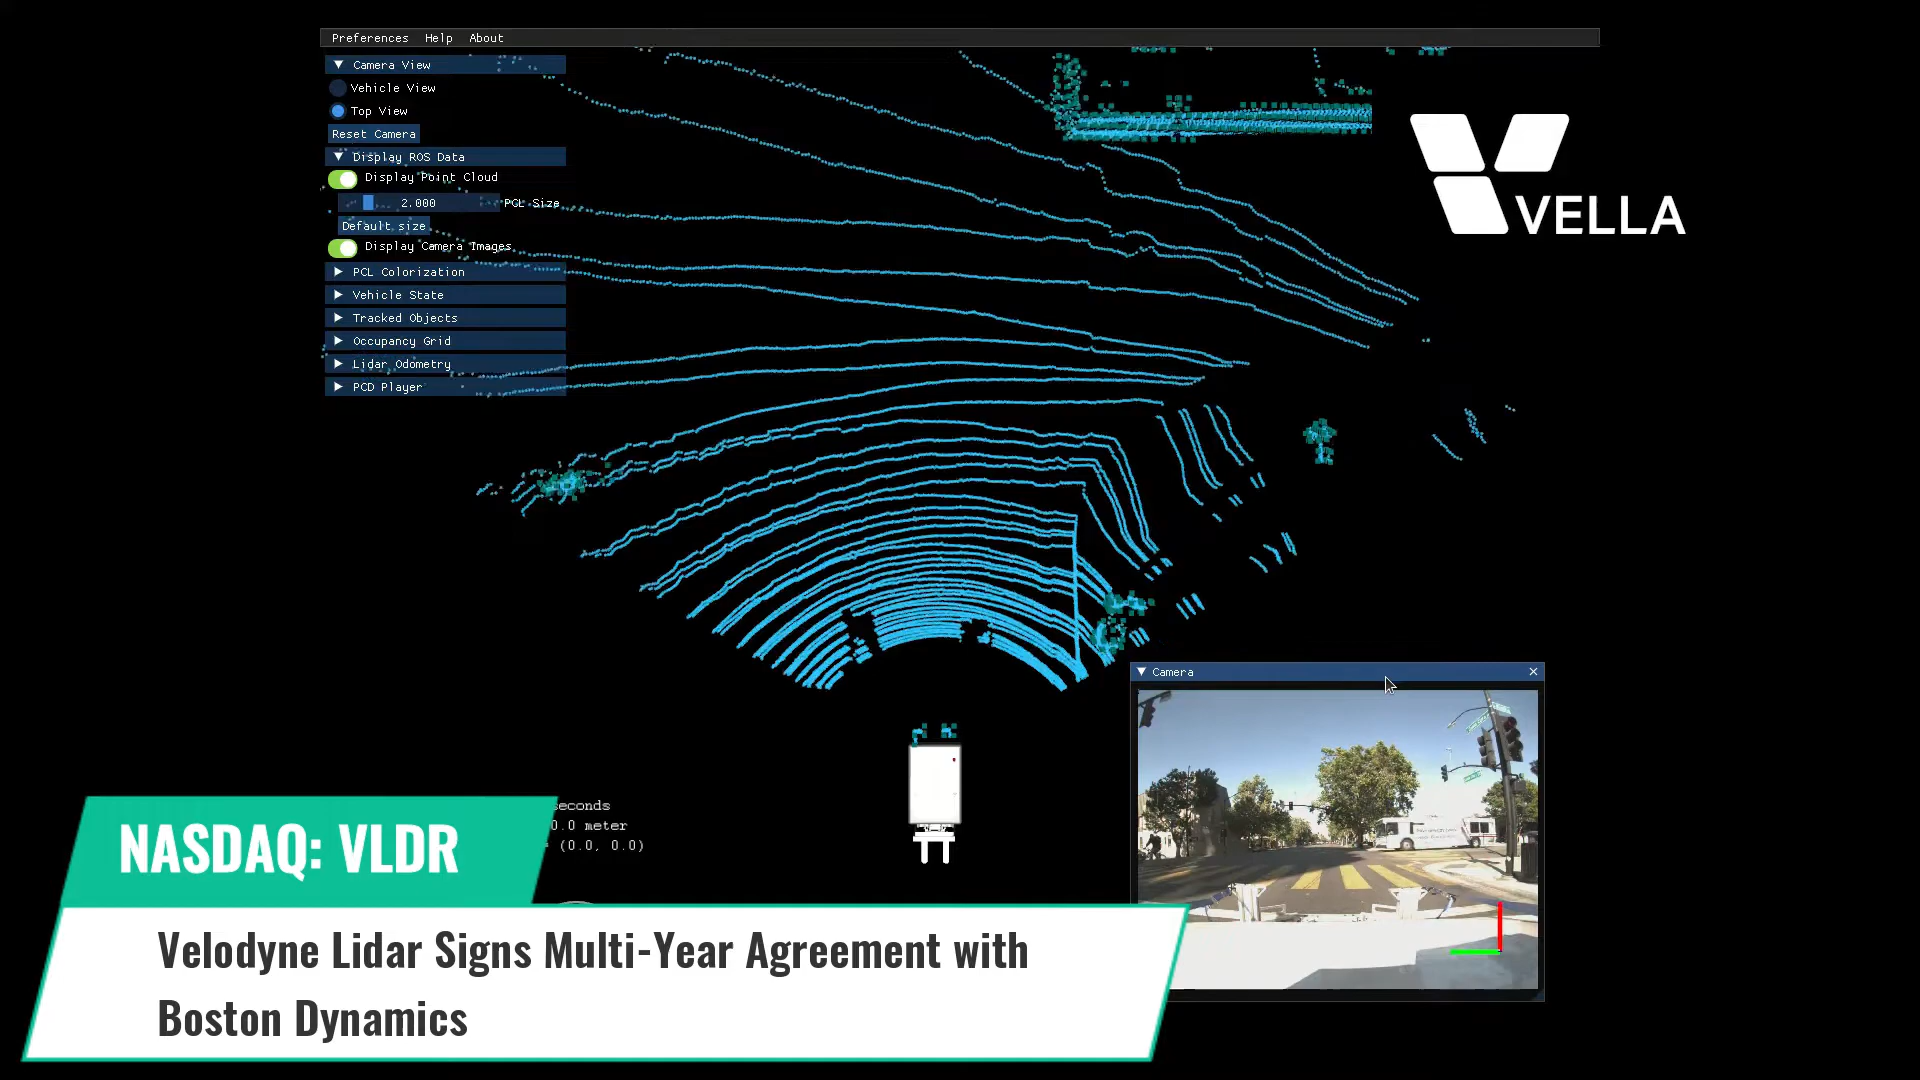 Preferences Help About
Camera View
Vehicle View
Top View
Reset Camera
Display ROS Data
Display Point Cloud
2.000 PCL Size
Default size
Display Camera Images
PCL Colorization
Vehicle State
Tracked Objects
Occupancy Grid
Lidar Odometry
PCD Player
VELLA
Camera
seconds
0.0 meter
(0.0, 0.0)
NASDAQ: VLDR
Velodyne Lidar Signs Multi-Year Agreement with
Boston Dynamics